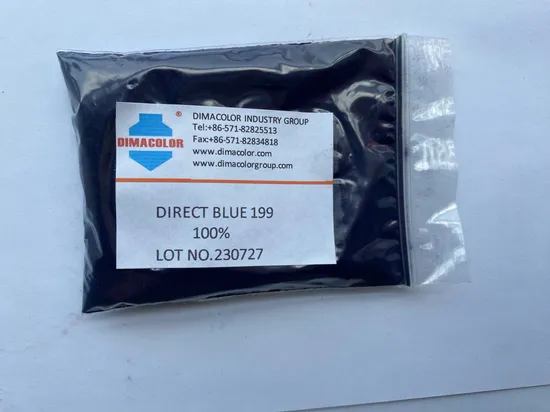 ®
DIMACOLOR
DIMACOLOR INDUSTRY GROUP
Tel:+86-571-82825513
Fax:+86-571-82834818
www.dimacolor.com
www.dimacolorgroup.com
DIRECT BLUE 199
100%
LOT NO.230727